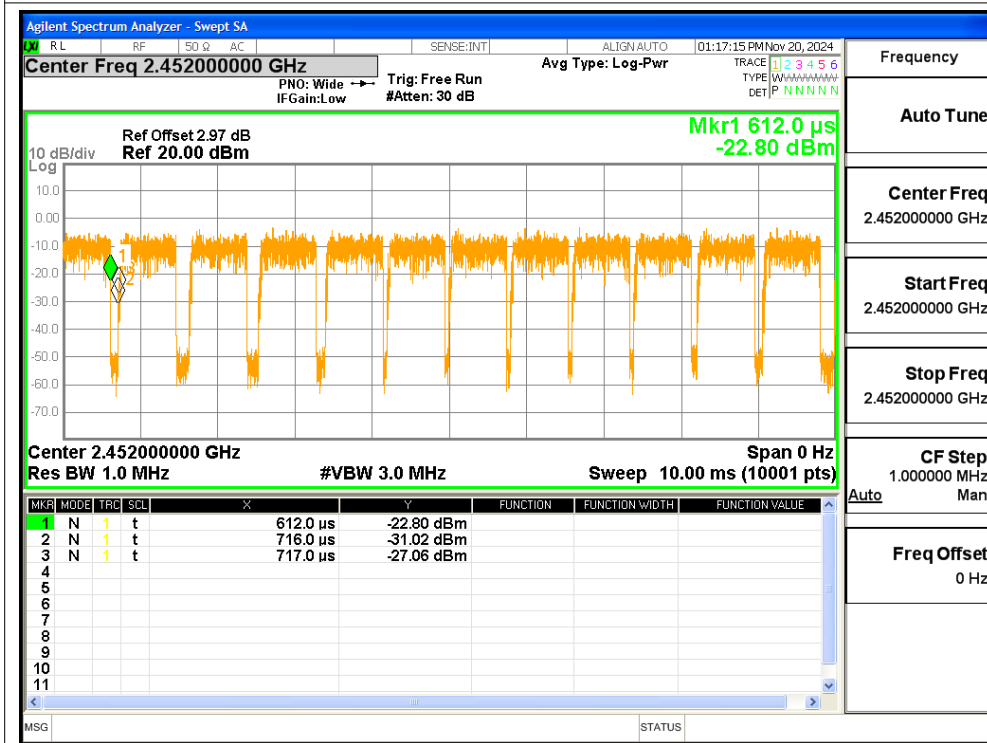 Agilent Spectrum Analyzer - Swept SA
LXI RL RF 50 Ω AC SENSE:INT ALIGN AUTO 01:17:15 PM Nov 20, 2024
Center Freq 2.452000000 GHz
PNO: Wide
IFGain:Low
Trig: Free Run
#Atten: 30 dB
Avg Type: Log-Pwr
TRACE 1 2 3 4 5 6
TYPE WWWWWW
DET P N N N N N
Mkr1 612.0 µs
-22.80 dBm
Ref Offset 2.97 dB
10 dB/div Ref 20.00 dBm
Log
10.0
0.00
-10.0
-20.0
-30.0
-40.0
-50.0
-60.0
-70.0
1
2
Center 2.452000000 GHz Span 0 Hz
Res BW 1.0 MHz #VBW 3.0 MHz Sweep 10.00 ms (10001 pts)
MKR MODE TRC SCL X Y FUNCTION FUNCTION WIDTH FUNCTION VALUE
1 N 1 t 612.0 µs -22.80 dBm
2 N 1 t 716.0 µs -31.02 dBm
3 N 1 t 717.0 µs -27.06 dBm
4
5
6
7
8
9
10
11
MSG STATUS
Frequency
Auto Tune
Center Freq
2.452000000 GHz
Start Freq
2.452000000 GHz
Stop Freq
2.452000000 GHz
CF Step
1.000000 MHz
Auto Man
Freq Offset
0 Hz